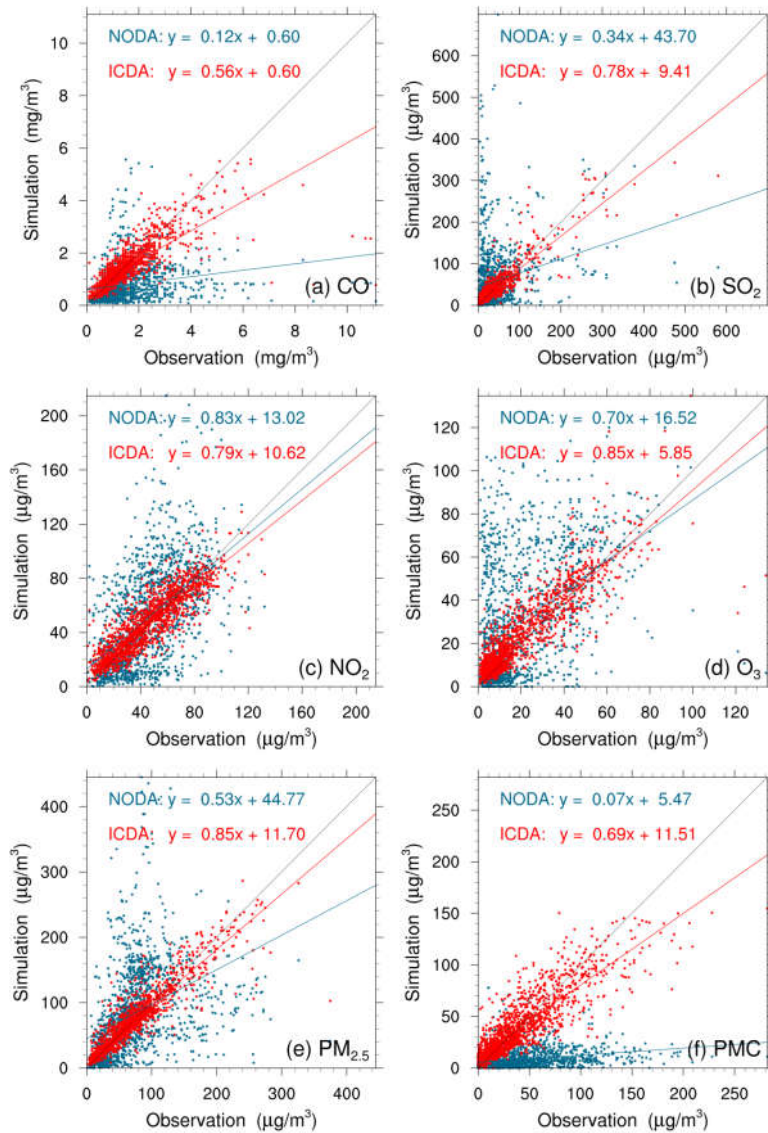 NODA: y = 0.12x + 0.60
ICDA: y = 0.56x + 0.60
10
8
6
4
2
0
Simulation (mg/m³)
(a) CO
0 2 4 6 8 10
Observation (mg/m³)
NODA: y = 0.34x + 43.70
ICDA: y = 0.78x + 9.41
700
600
500
400
300
200
100
0
Simulation (µg/m³)
(b) SO₂
0 100 200 300 400 500 600
Observation (µg/m³)
NODA: y = 0.83x + 13.02
ICDA: y = 0.79x + 10.62
200
160
120
80
40
0
Simulation (µg/m³)
(c) NO₂
0 40 80 120 160 200
Observation (µg/m³)
NODA: y = 0.70x + 16.52
ICDA: y = 0.85x + 5.85
120
100
80
60
40
20
0
Simulation (µg/m³)
(d) O₃
0 20 40 60 80 100 120
Observation (µg/m³)
NODA: y = 0.53x + 44.77
ICDA: y = 0.85x + 11.70
400
300
200
100
0
Simulation (µg/m³)
(e) PM₂.₅
0 100 200 300 400
Observation (µg/m³)
NODA: y = 0.07x + 5.47
ICDA: y = 0.69x + 11.51
250
200
150
100
50
0
Simulation (µg/m³)
(f) PMC
0 50 100 150 200 250
Observation (µg/m³)